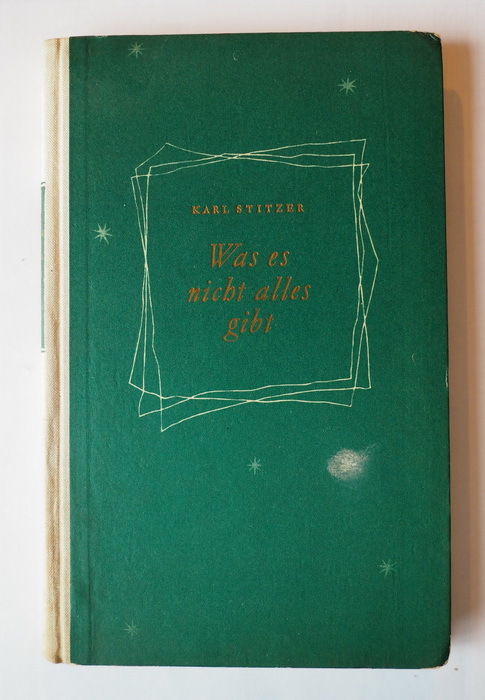 KARL STITZER
Was es
nicht alles
gibt